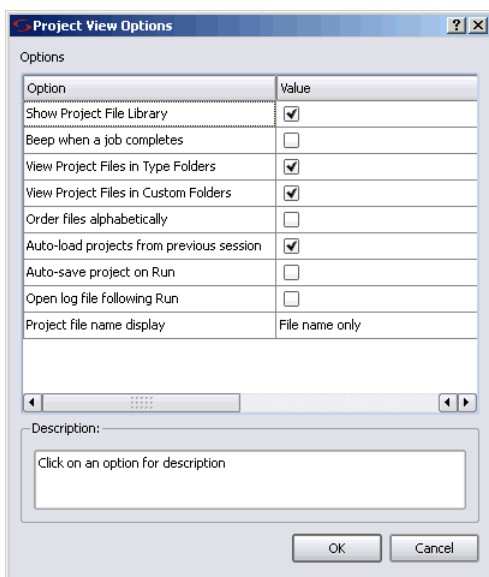 Project View Options
Options
Option Value
Show Project File Library
Beep when a job completes
View Project Files in Type Folders
View Project Files in Custom Folders
Order files alphabetically
Auto-load projects from previous session
Auto-save project on Run
Open log file following Run
Project file name display File name only
Description:
Click on an option for description
OK Cancel